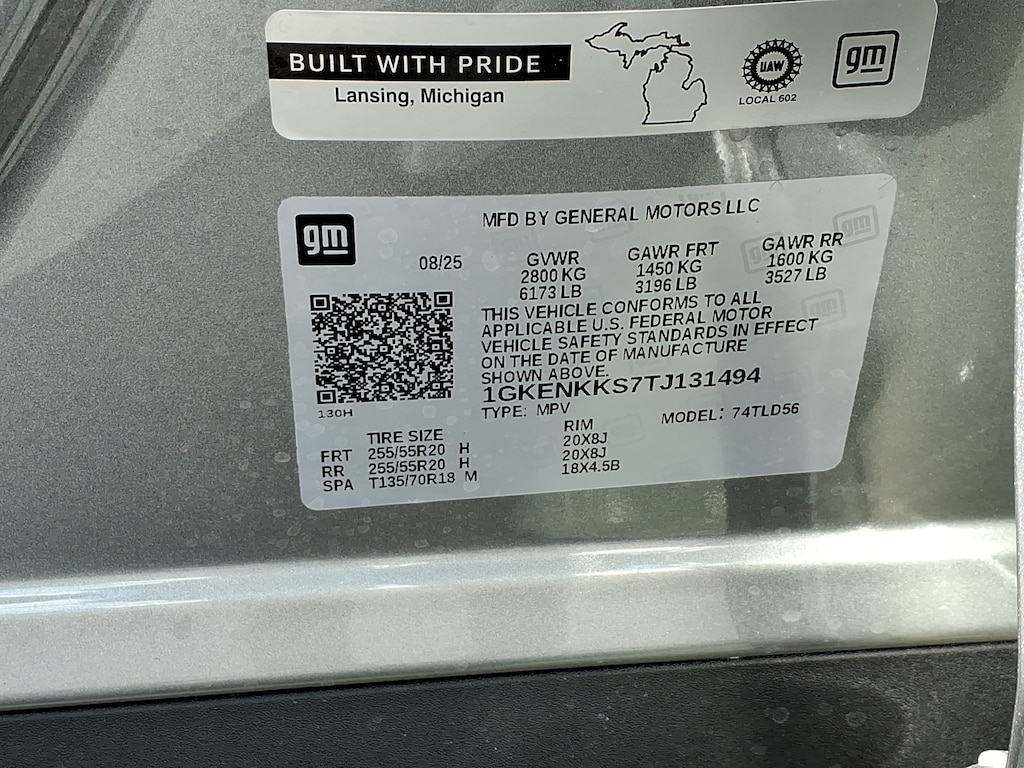 BUILT WITH PRIDE
Lansing, Michigan
UAW
LOCAL 602
gm
gm
MFD BY GENERAL MOTORS LLC
08/25
GVWR GAWR FRT GAWR RR
2800 KG 1450 KG 1600 KG
6173 LB 3196 LB 3527 LB
THIS VEHICLE CONFORMS TO ALL
APPLICABLE U.S. FEDERAL MOTOR
VEHICLE SAFETY STANDARDS IN EFFECT
ON THE DATE OF MANUFACTURE
SHOWN ABOVE.
1GKENKKS7TJ131494
130H
TYPE: MPV MODEL: 74TLD56
TIRE SIZE RIM
FRT 255/55R20 H 20X8J
RR 255/55R20 H 20X8J
SPA T135/70R18 M 18X4.5B